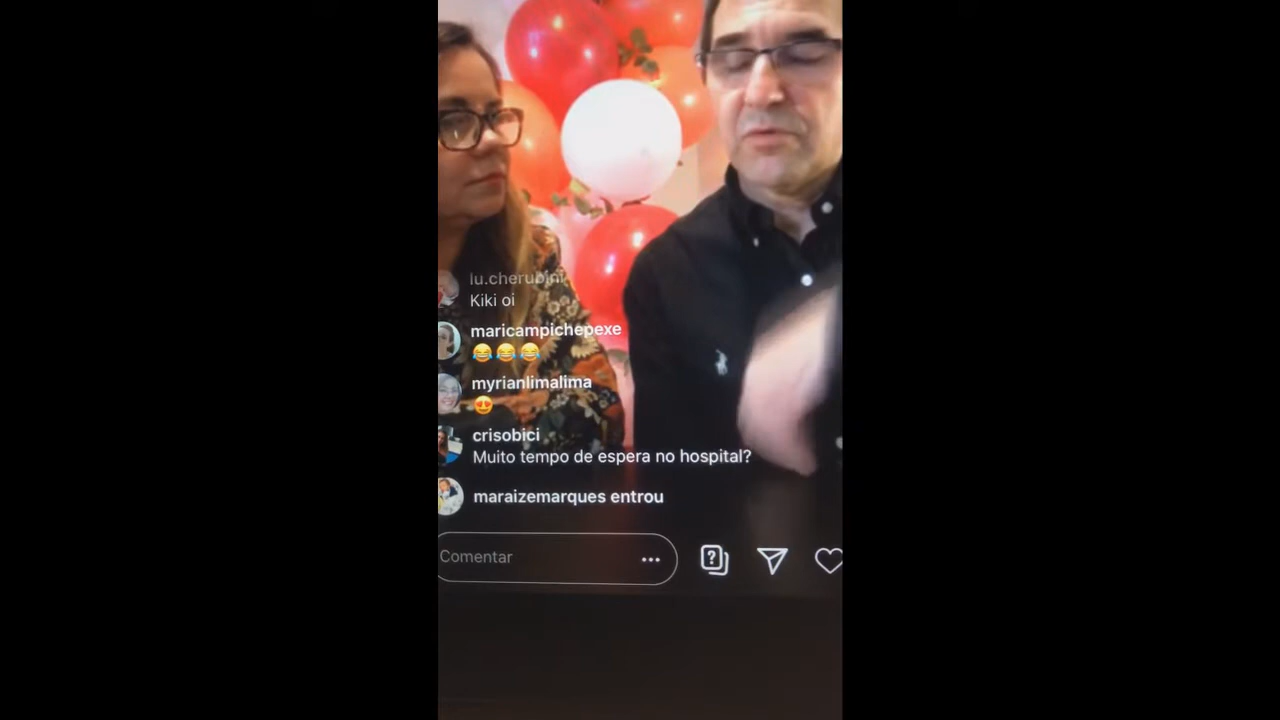 lu.cherubini
Kiki oi
maricampichepexe
😂😂😂
myrianlimalima
😍
crisobici
Muito tempo de espera no hospital?
maraizemarques entrou
Comentar